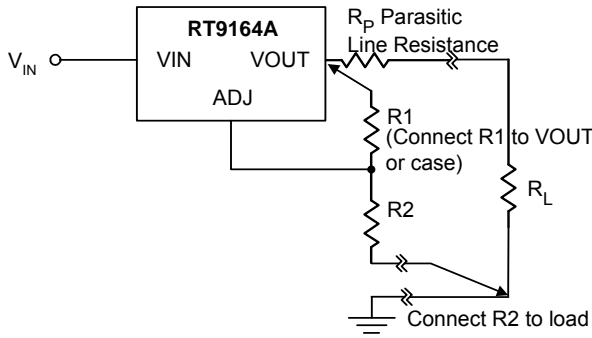 RT9164A
R_P Parasitic
Line Resistance
V_IN
VIN
VOUT
ADJ
R1
(Connect R1 to VOUT
or case)
R2
R_L
Connect R2 to load